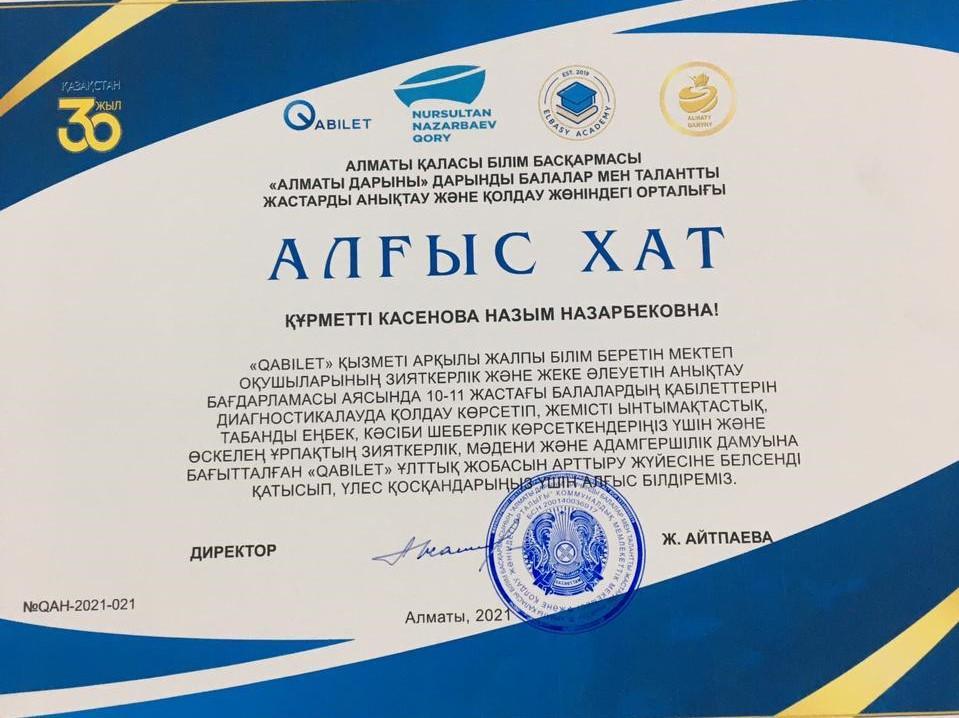 ҚАЗАҚСТАН
30 ЖЫЛ
QABILET
NURSULTAN
NAZARBAEV
QORY
EST. 2019
ELBASY ACADEMY
ALMATY
DARYNY
АЛМАТЫ ҚАЛАСЫ БІЛІМ БАСҚАРМАСЫ
«АЛМАТЫ ДАРЫНЫ» ДАРЫНДЫ БАЛАЛАР МЕН ТАЛАНТТЫ
ЖАСТАРДЫ АНЫҚТАУ ЖӘНЕ ҚОЛДАУ ЖӨНІНДЕГІ ОРТАЛЫҒЫ
АЛҒЫС ХАТ
ҚҰРМЕТТІ КАСЕНОВА НАЗЫМ НАЗАРБЕКОВНА!
«QABILET» ҚЫЗМЕТІ АРҚЫЛЫ ЖАЛПЫ БІЛІМ БЕРЕТІН МЕКТЕП
ОҚУШЫЛАРЫНЫҢ ЗИЯТКЕРЛІК ЖӘНЕ ЖЕКЕ ӘЛЕУЕТІН АНЫҚТАУ
БАҒДАРЛАМАСЫ АЯСЫНДА 10-11 ЖАСТАҒЫ БАЛАЛАРДЫҢ ҚАБІЛЕТТЕРІН
ДИАГНОСТИКАЛАУДА ҚОЛДАУ КӨРСЕТІП, ЖЕМІСТІ ЫНТЫМАҚТАСТЫҚ,
ТАБАНДЫ ЕҢБЕК, КӘСІБИ ШЕБЕРЛІК КӨРСЕТКЕНДЕРІҢІЗ ҮШІН ЖӘНЕ
ӨСКЕЛЕҢ ҰРПАҚТЫҢ ЗИЯТКЕРЛІК, МӘДЕНИ ЖӘНЕ АДАМГЕРШІЛІК ДАМУЫНА
БАҒЫТТАЛҒАН «QABILET» ҰЛТТЫҚ ЖОБАСЫН АРТТЫРУ ЖҮЙЕСІНЕ БЕЛСЕНДІ
ҚАТЫСЫП, ҮЛЕС ҚОСҚАНДАРЫҢЫЗ ҮШІН АЛҒЫС БІЛДІРЕМІЗ.
ДИРЕКТОР
Ж. АЙТПАЕВА
№QAH-2021-021
Алматы, 2021